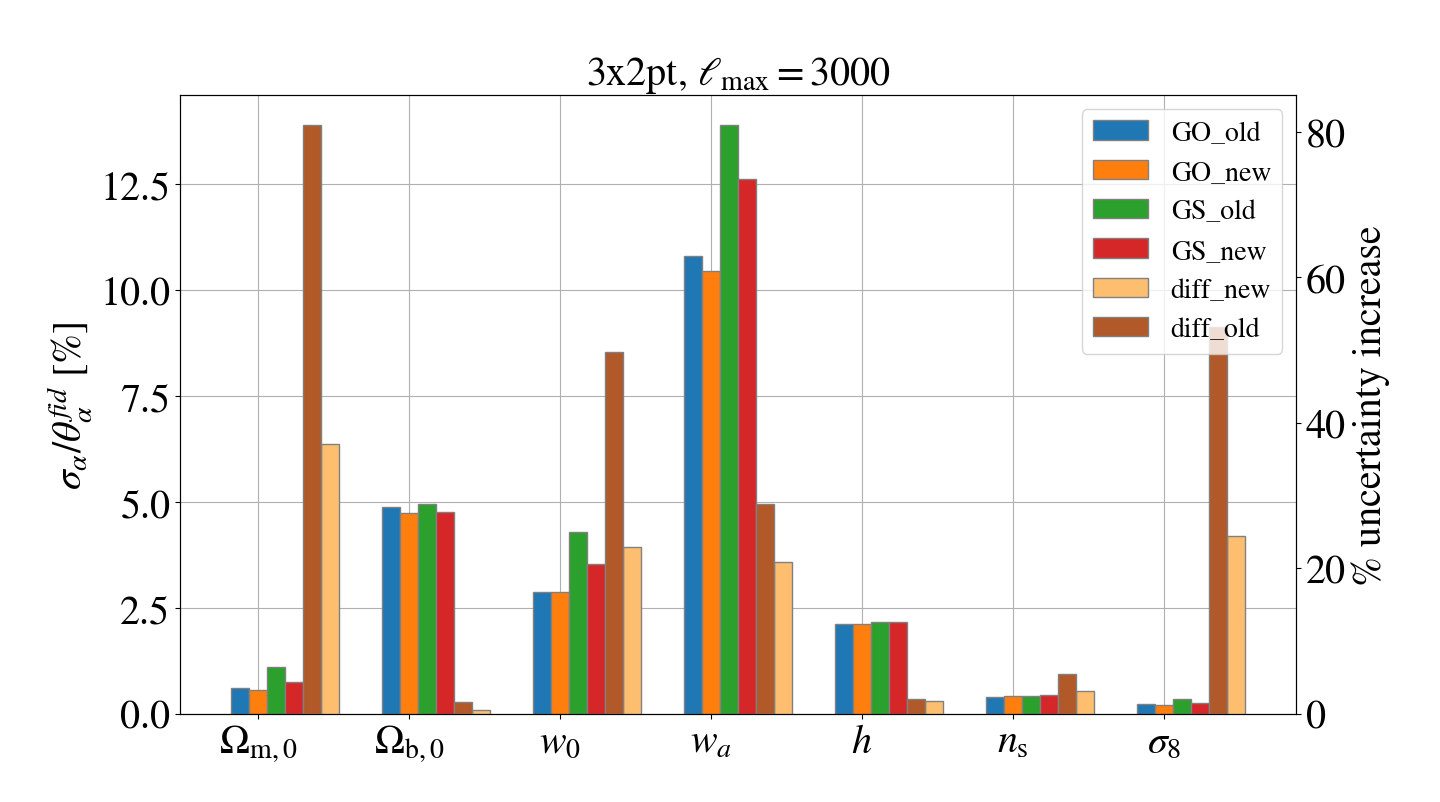 3x2pt, ℓmax = 3000
σα/θαfid [%]
12.5
10.0
7.5
5.0
2.5
0.0
80
60
40
20
0
% uncertainty increase
GO_old
GO_new
GS_old
GS_new
diff_new
diff_old
Ωm,0 Ωb,0 w0 wa h ns σ8